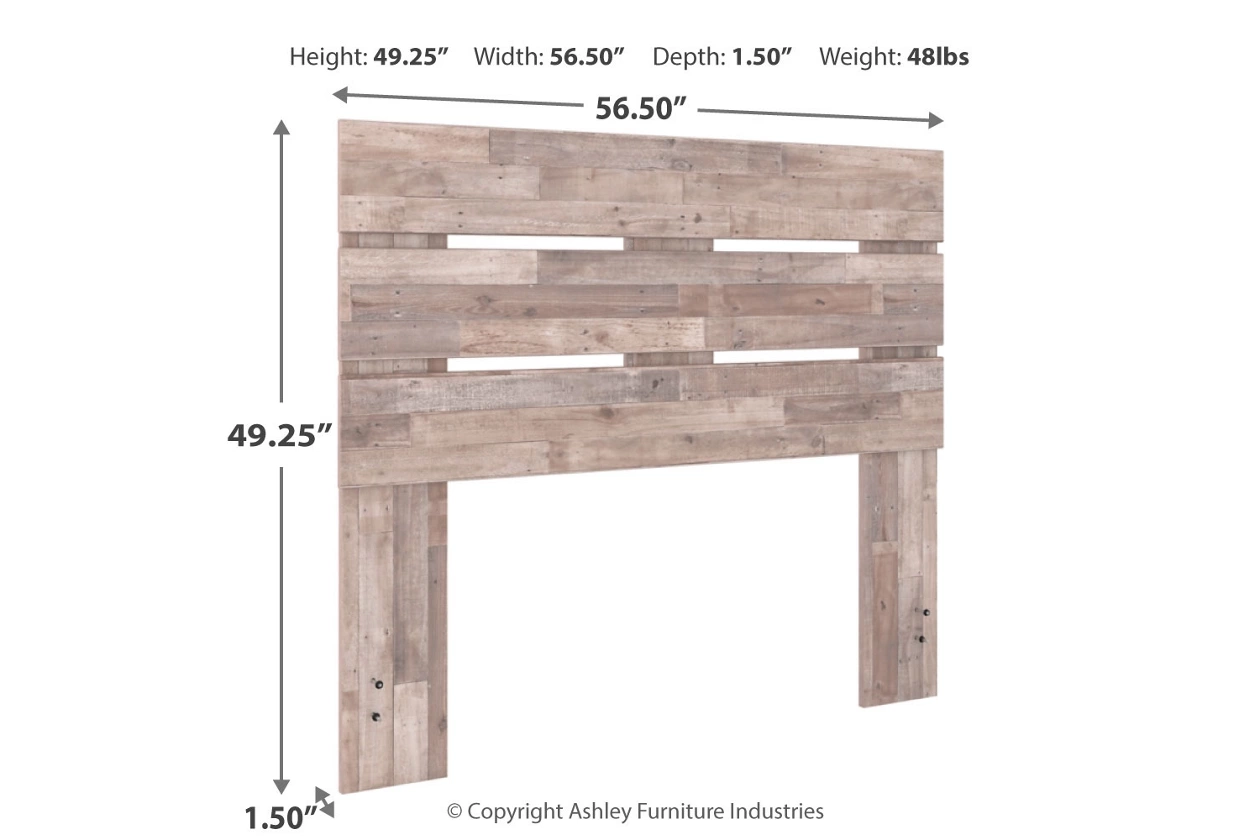 Height: 49.25” Width: 56.50” Depth: 1.50” Weight: 48lbs
56.50”
49.25”
1.50”
© Copyright Ashley Furniture Industries